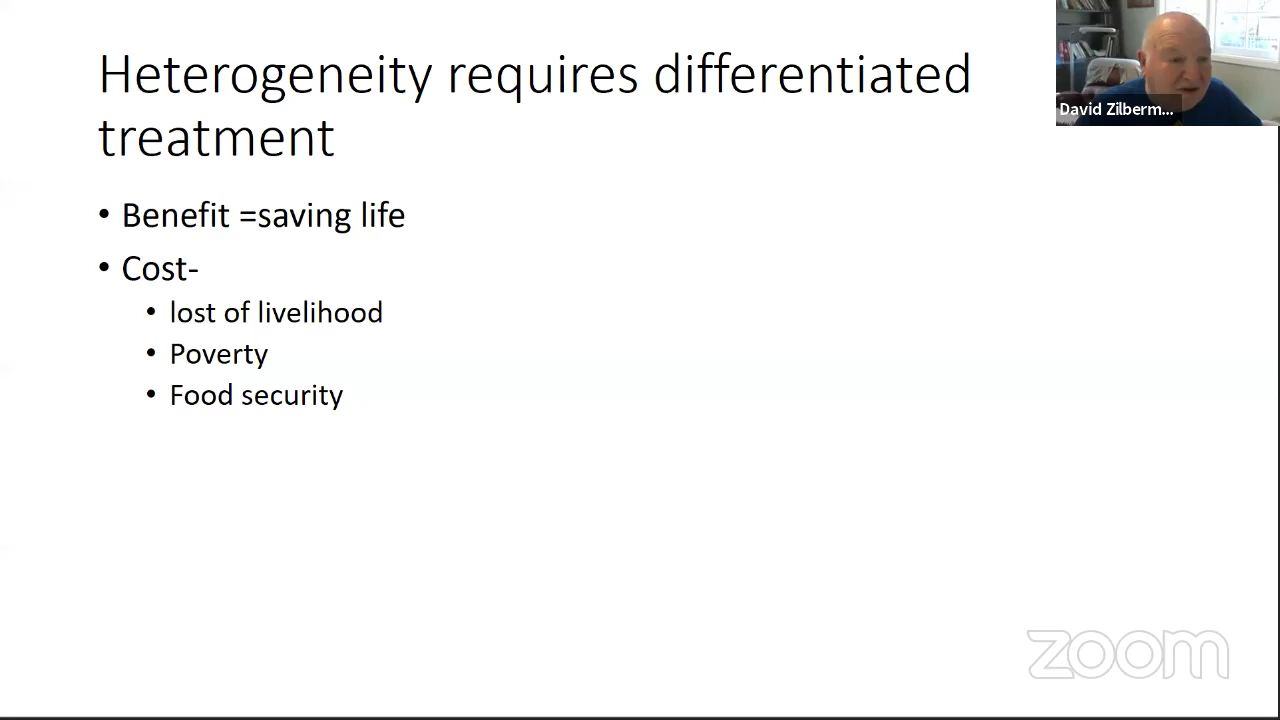 Heterogeneity requires differentiated
treatment
• Benefit =saving life
• Cost-
• lost of livelihood
• Poverty
• Food security
David Zilberm...
zoom